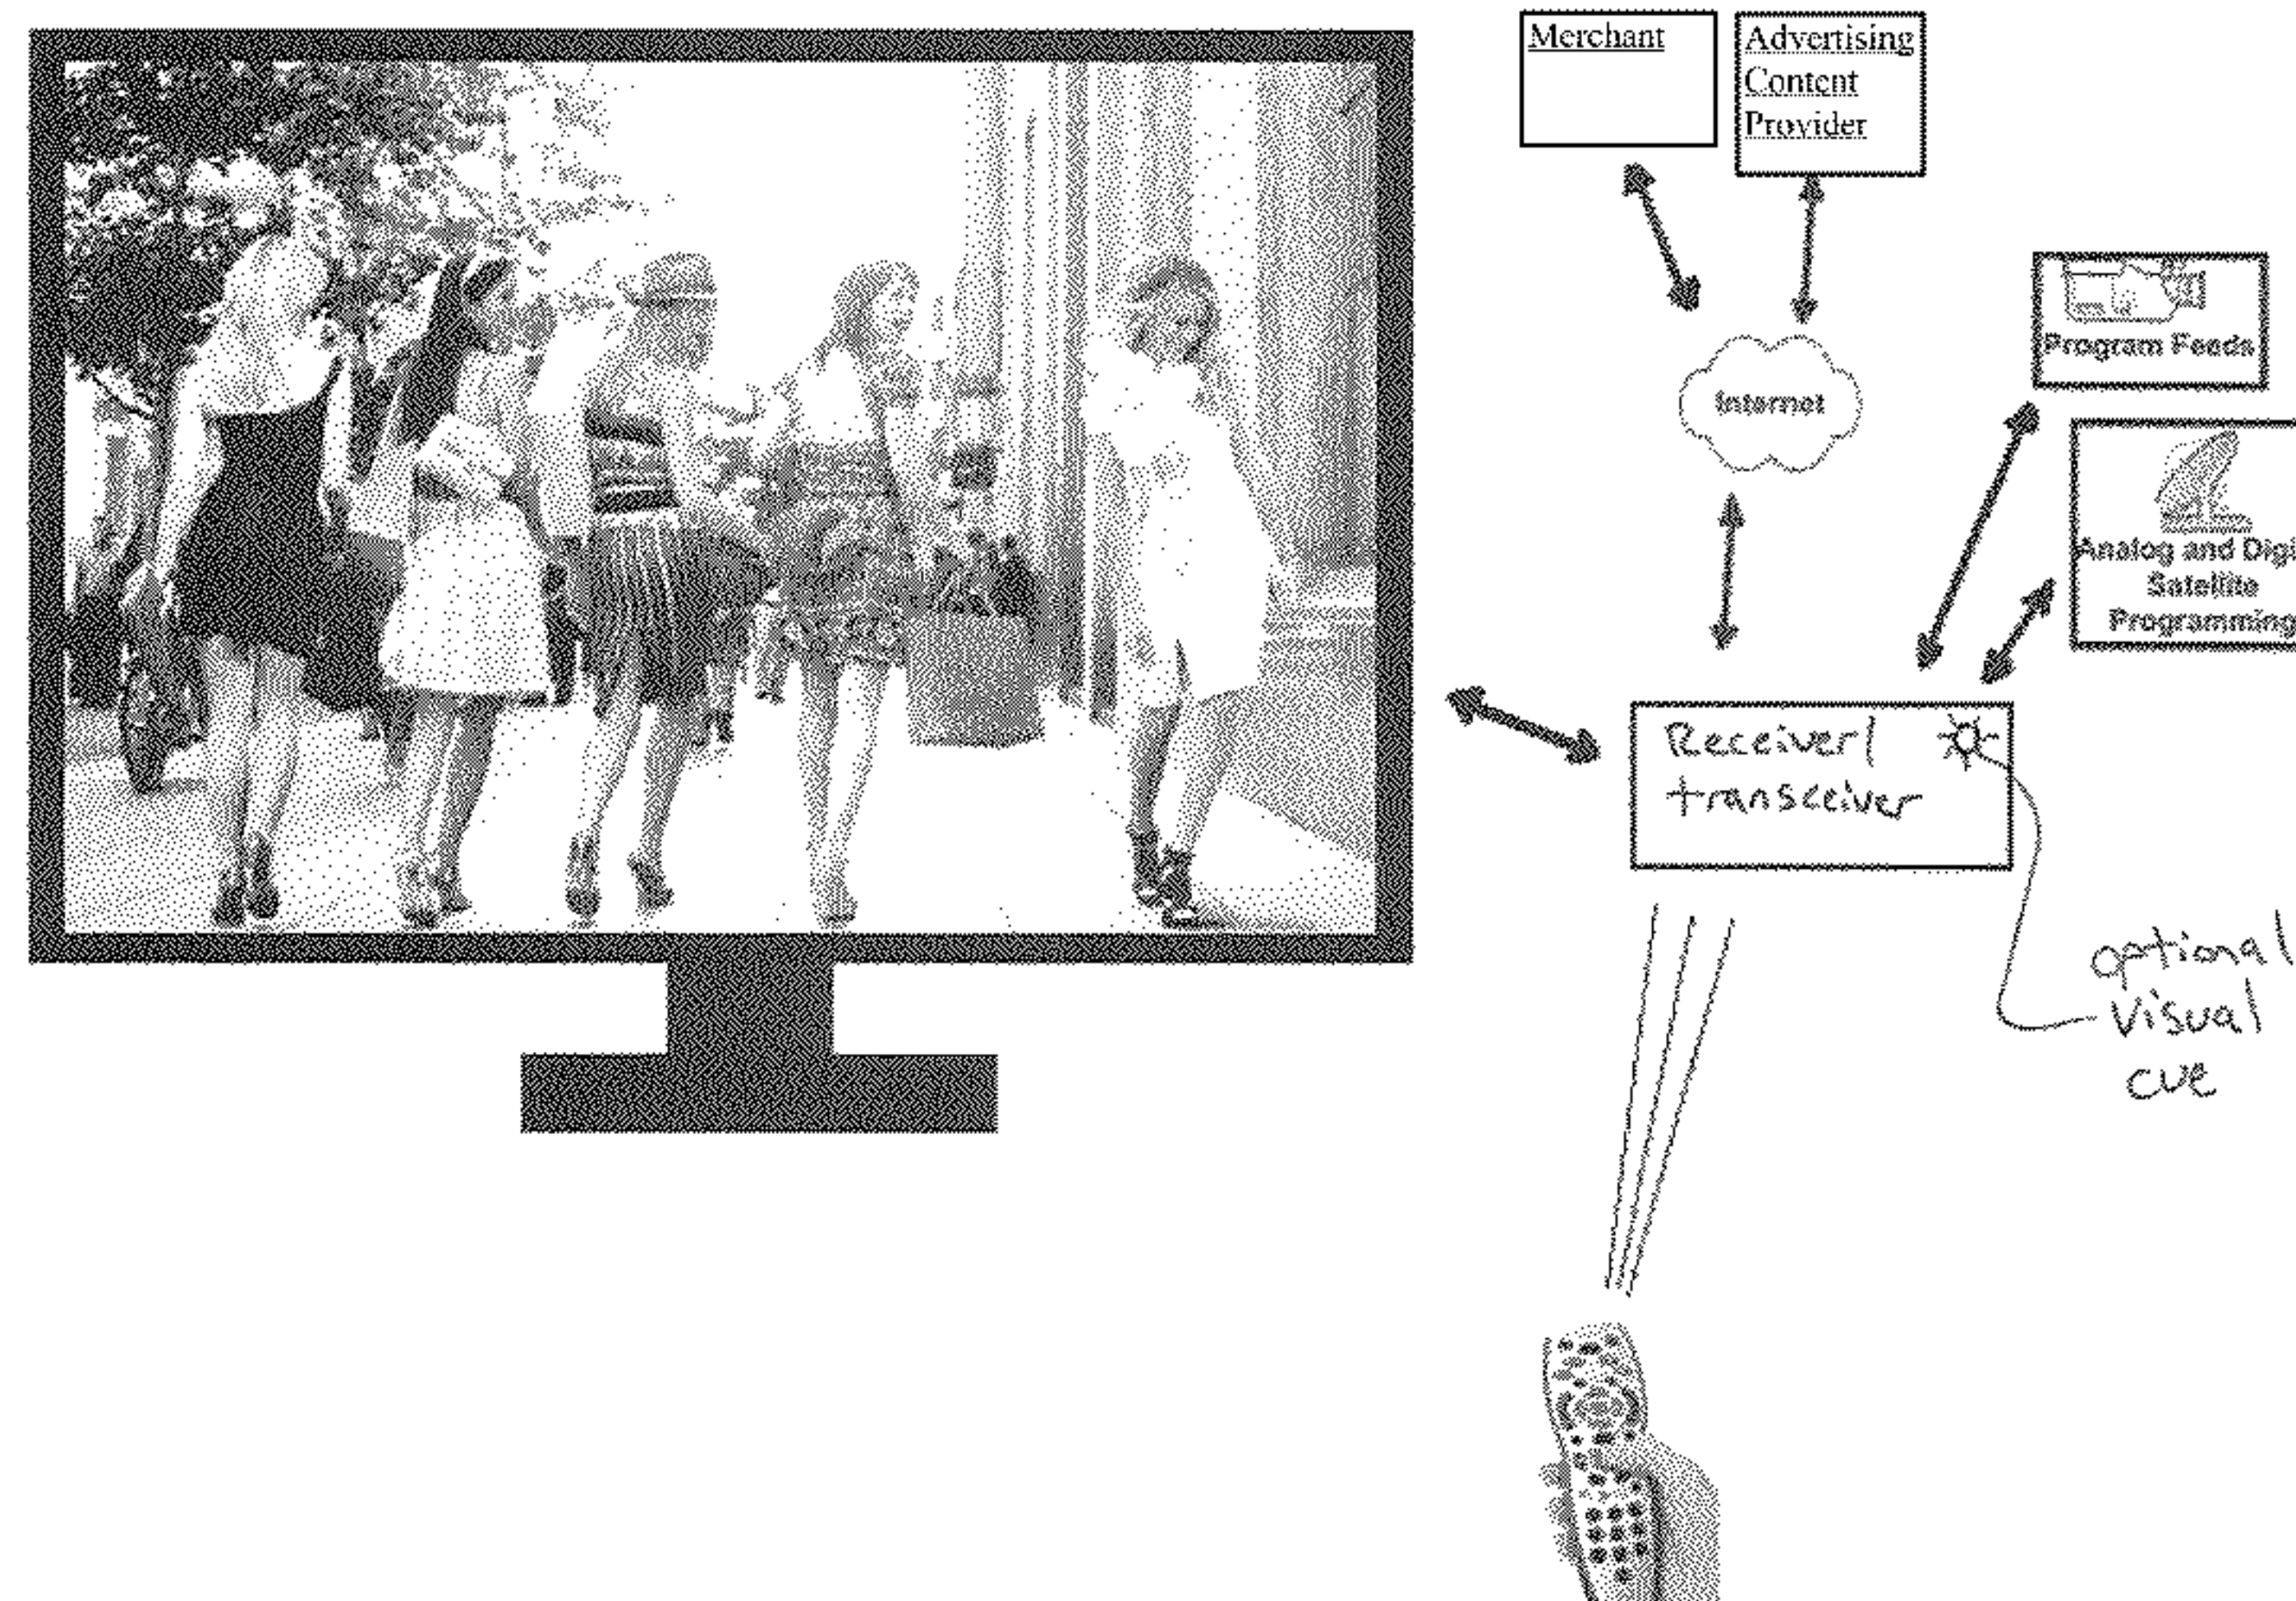 Merchant
Advertising
Content
Provider
Program Feeds
Internet
Analog and Digi
Satellite
Programming
Receiver/
transceiver
optional
visual
cue